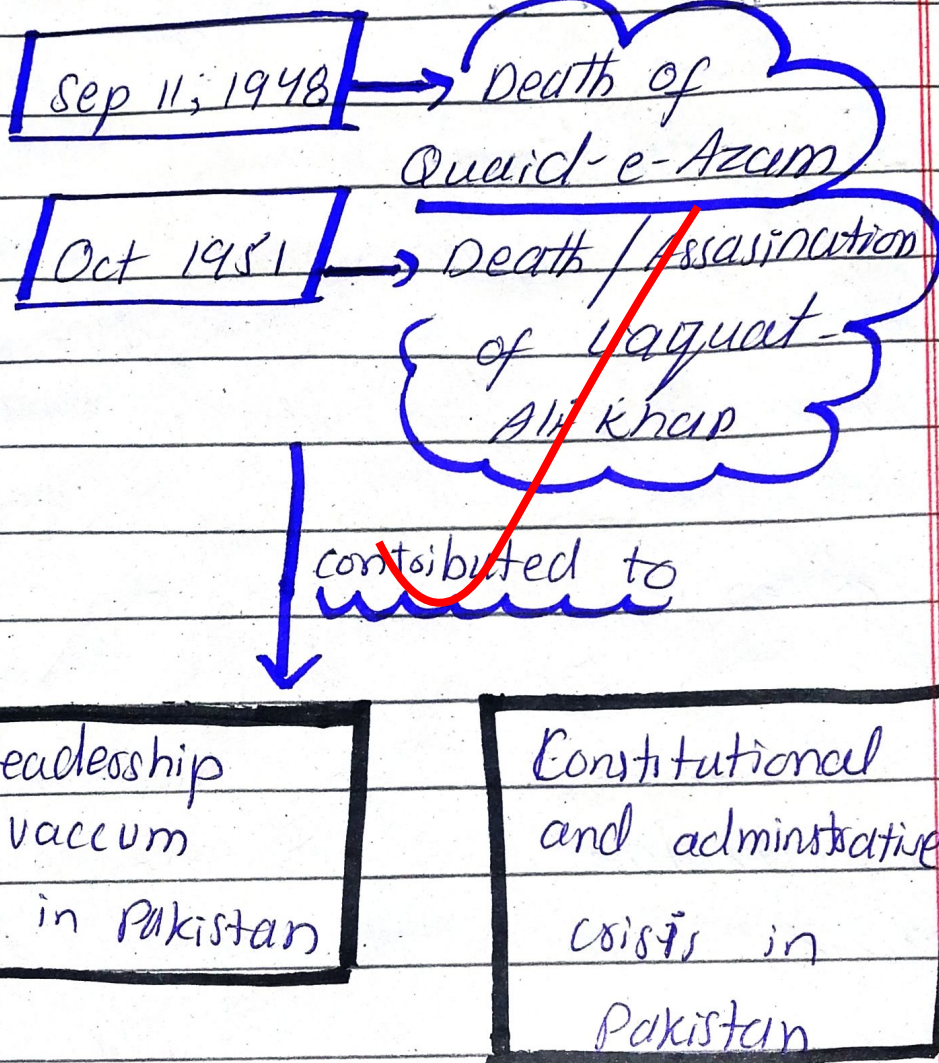 Sep 11, 1948 → Death of
Quaid-e-Azam
Oct 1951 → Death / Assasination
of Liaquat-
Ali Khan
contributed to
eadership
vaccum
in Pakistan
Constitutional
and adminstrative
crisis in
Pakistan